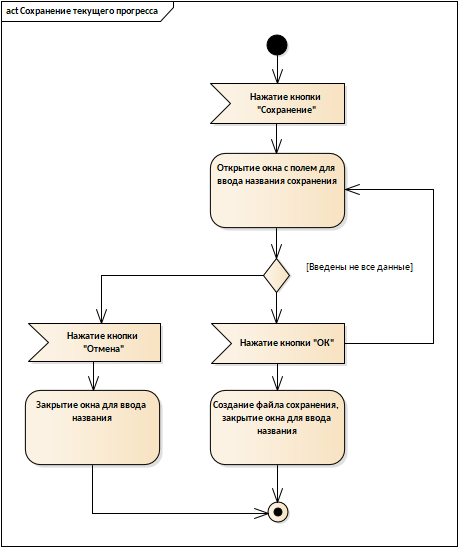 act Сохранение текущего прогресса
Нажатие кнопки
"Сохранение"
Открытие окна с полем для
ввода названия сохранения
[Введены не все данные]
Нажатие кнопки
"Отмена"
Нажатие кнопки "ОК"
Закрытие окна для ввода
названия
Создание файла сохранения,
закрытие окна для ввода
названия